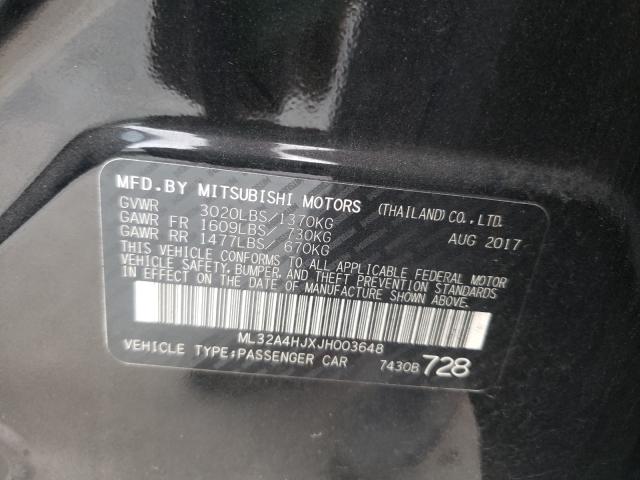 MFD.BY MITSUBISHI MOTORS (THAILAND) CO.,LTD.
GVWR 3020LBS/1370KG AUG 2017
GAWR FR 1609LBS/ 730KG
GAWR RR 1477LBS/ 670KG
THIS VEHICLE CONFORMS TO ALL APPLICABLE FEDERAL MOTOR
VEHICLE SAFETY, BUMPER, AND THEFT PREVENTION STANDARDS
IN EFFECT ON THE DATE OF MANUFACTURE SHOWN ABOVE.
ML32A4HJXJH003648
VEHICLE TYPE:PASSENGER CAR 7430B 728